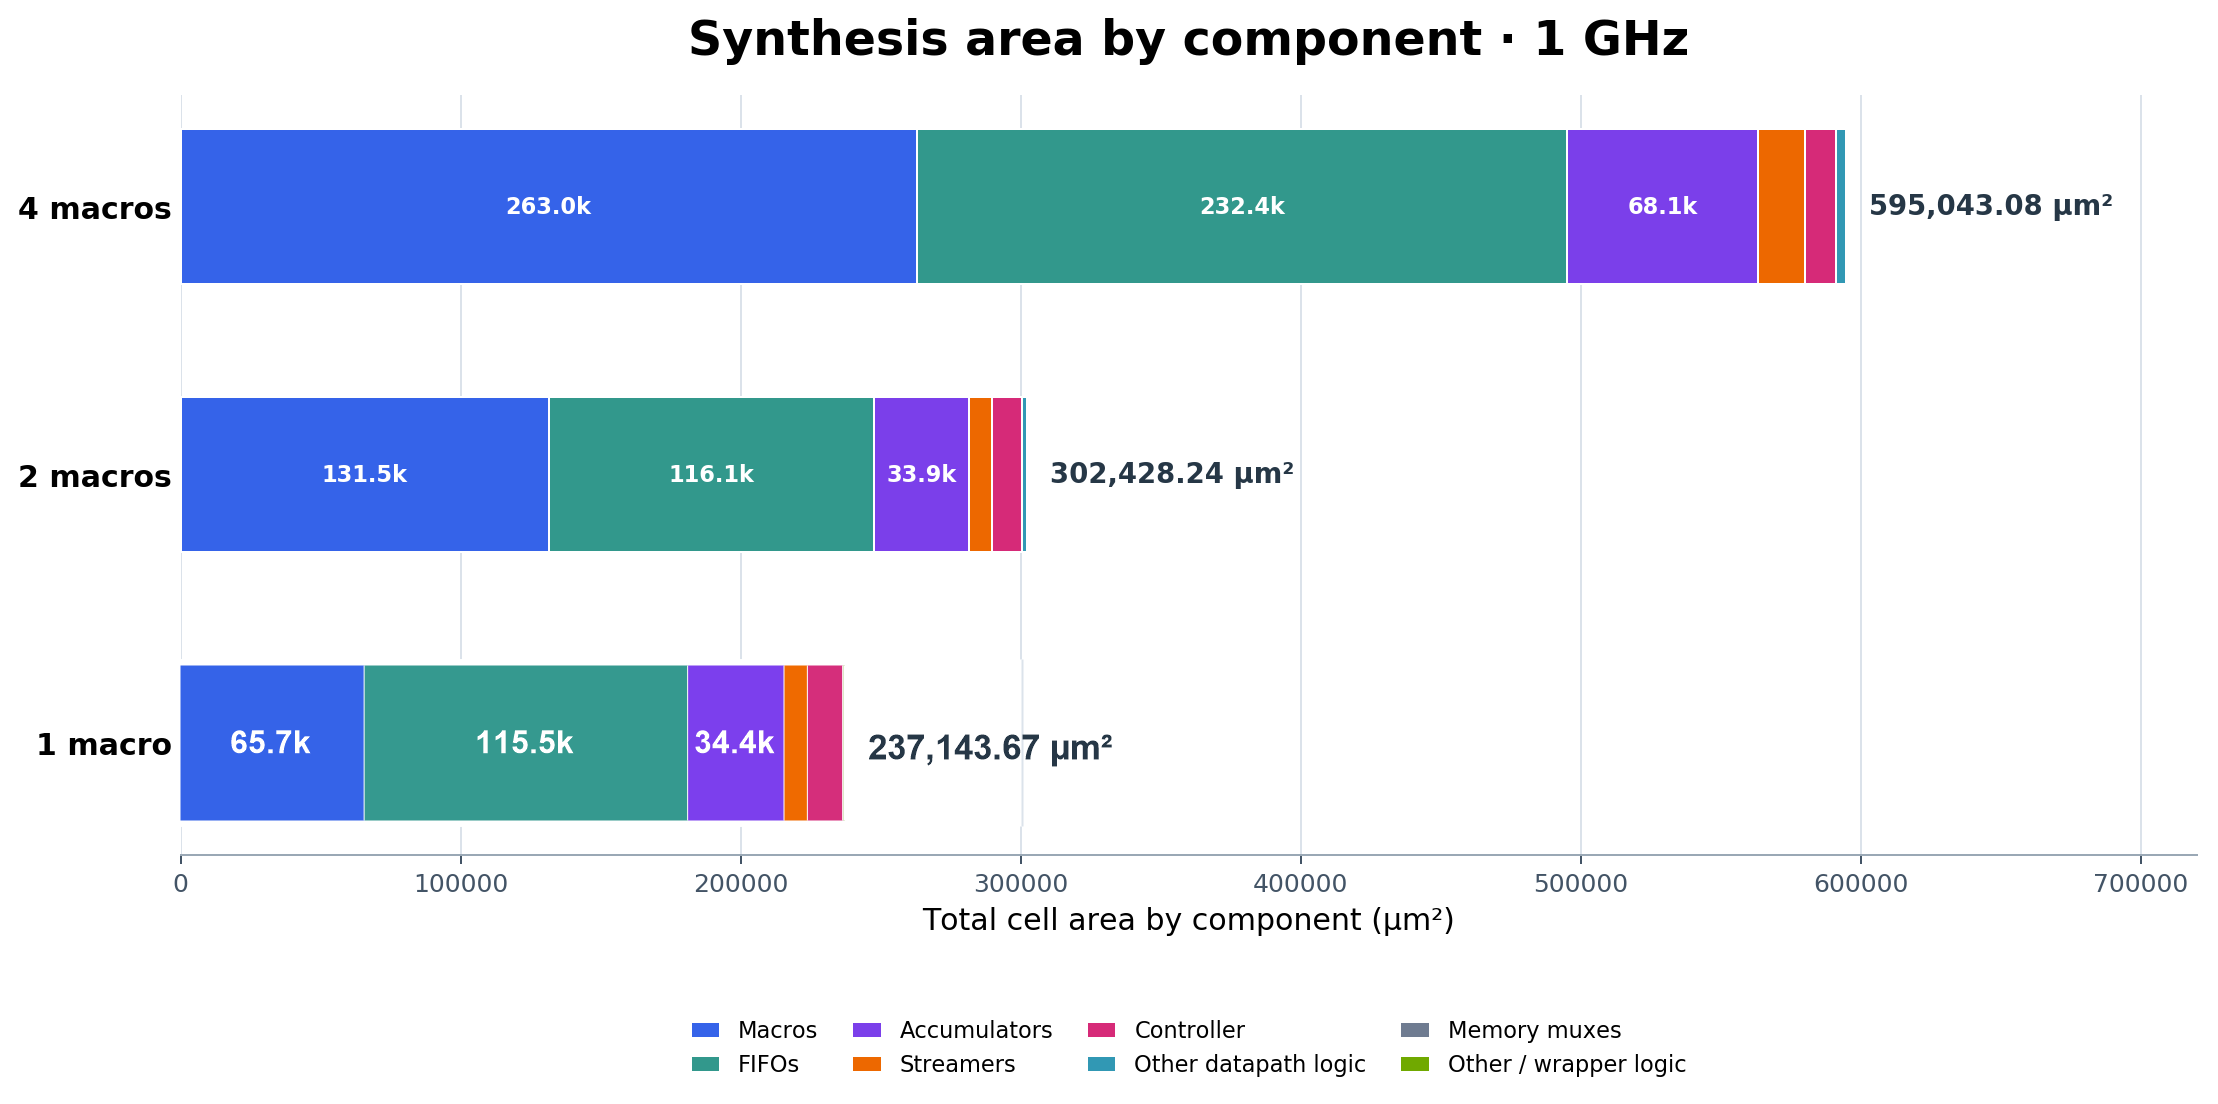 Synthesis area by component · 1 GHz
4 macros
263.0k
232.4k
68.1k
595,043.08 µm²
2 macros
131.5k
116.1k
33.9k
302,428.24 µm²
1 macro
65.7k
115.5k
34.4k
237,143.67 µm²
0 100000 200000 300000 400000 500000 600000 700000
Total cell area by component (µm²)
Macros Accumulators Controller Memory muxes
FIFOs Streamers Other datapath logic Other / wrapper logic